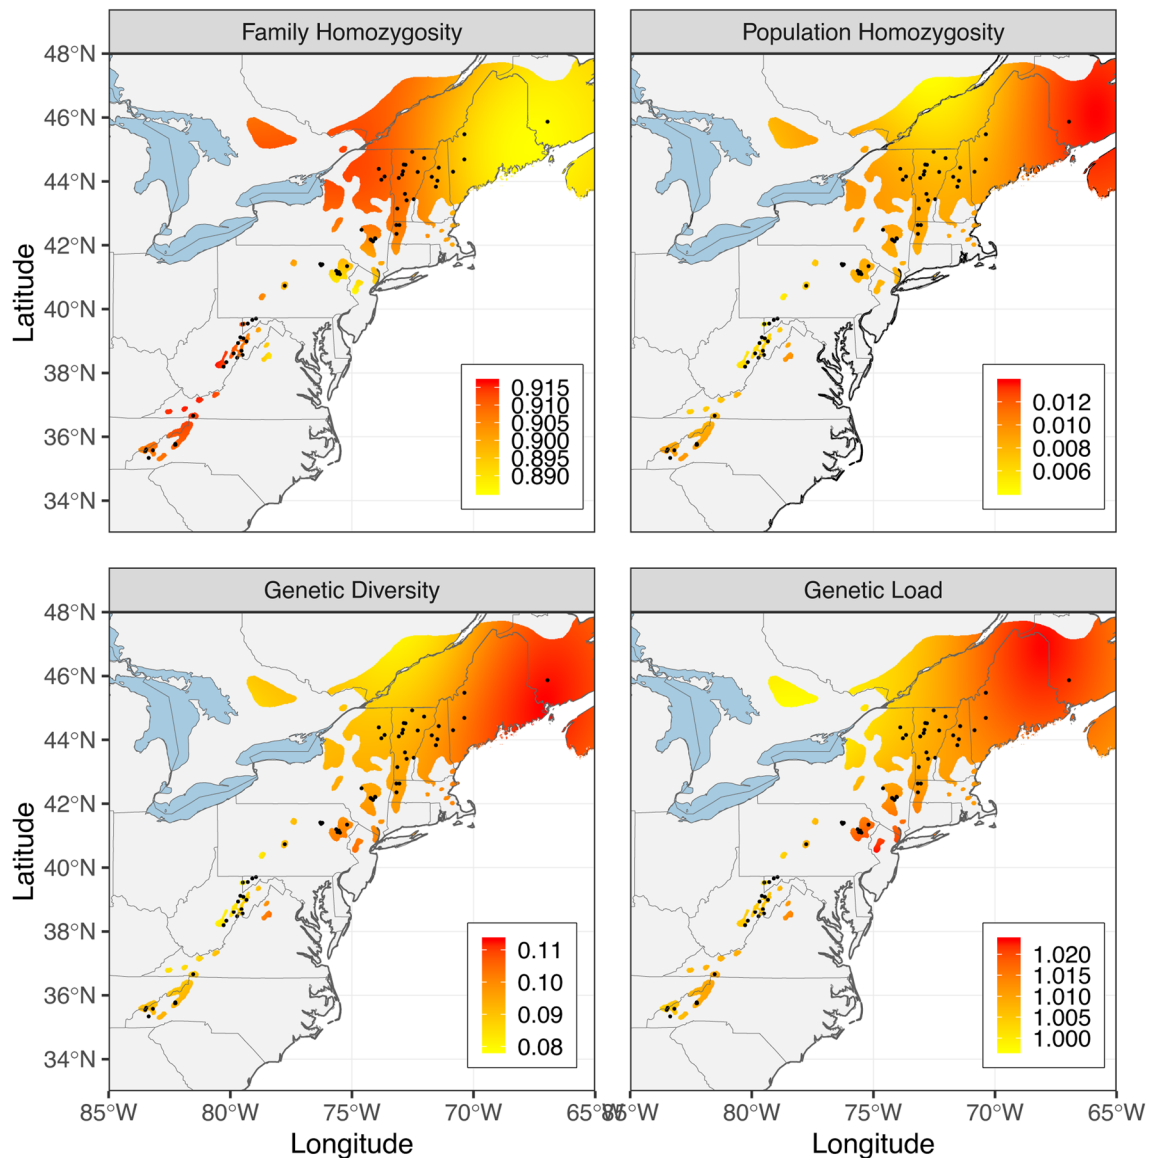 Family Homozygosity
Population Homozygosity
48°N
46°N
44°N
42°N
40°N
38°N
36°N
34°N
Latitude
0.915
0.910
0.905
0.900
0.895
0.890
0.012
0.010
0.008
0.006
Genetic Diversity
Genetic Load
48°N
46°N
44°N
42°N
40°N
38°N
36°N
34°N
Latitude
0.11
0.10
0.09
0.08
1.020
1.015
1.010
1.005
1.000
85°W 80°W 75°W 70°W 65°W
85°W 80°W 75°W 70°W 65°W
Longitude
Longitude